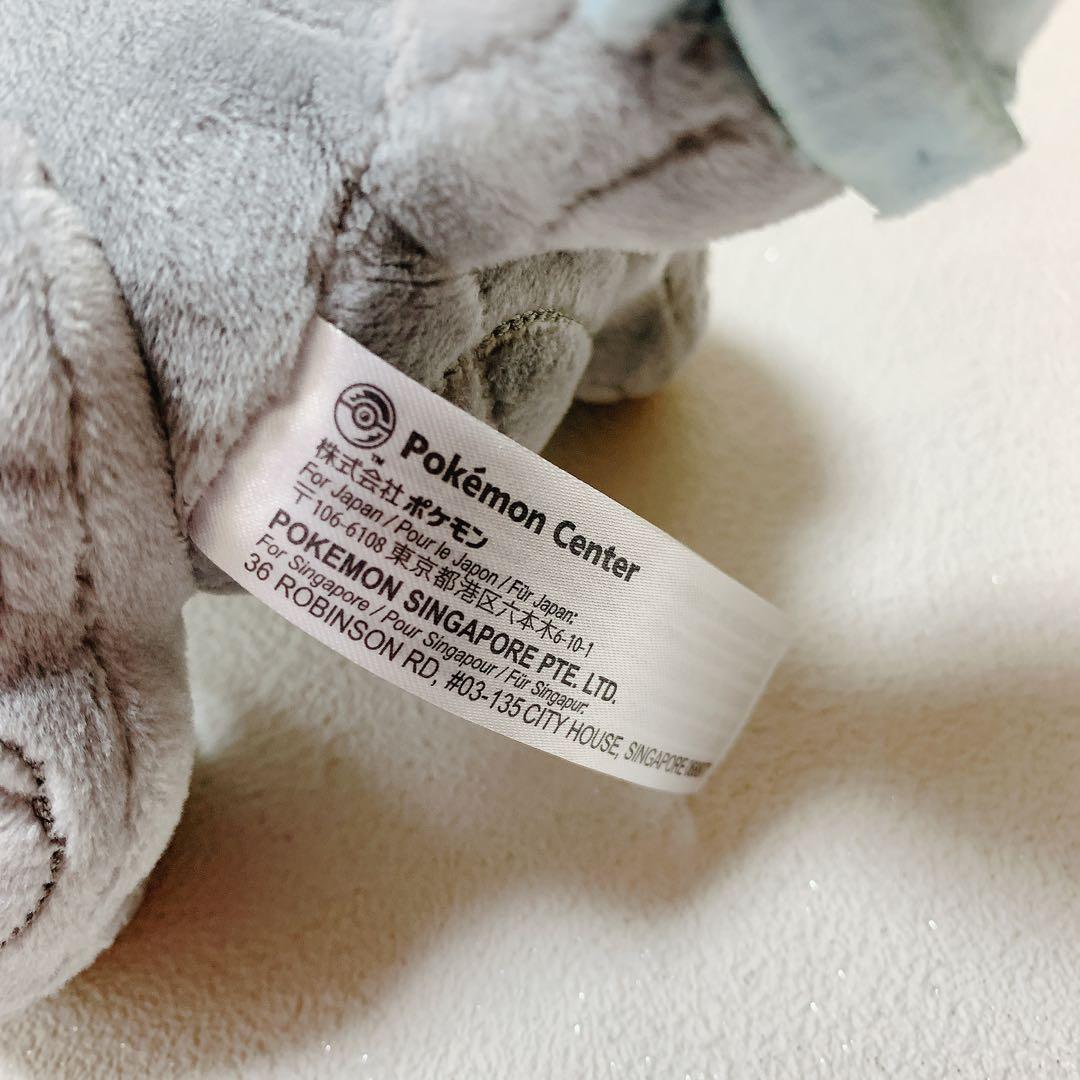 Pokémon Center
TM
株式会社 ポケモン
For Japan / Pour le Japon / Für Japan:
〒106-6108 東京都港区六本木6-10-1
POKEMON SINGAPORE PTE. LTD.
For Singapore / Pour Singapour / Für Singapur:
36 ROBINSON RD, #03-135 CITY HOUSE, SINGAPORE